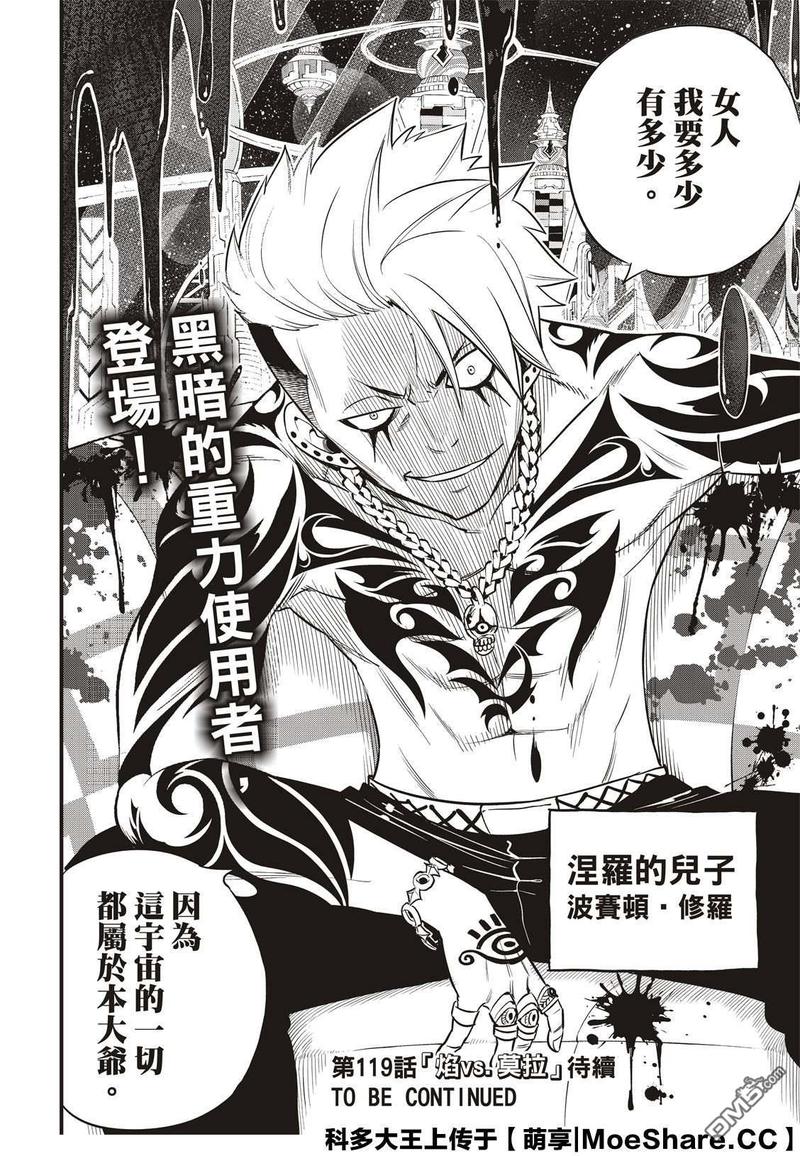 女人
我要多少
有多少。
黑暗的重力使用者，
登場！
涅羅的兒子
波賽頓・修羅
因為
這宇宙的一切
都屬於本大爺。
第119話「焰vs.莫拉」待續
TO BE CONTINUED
科多大王上传于【萌享|MoeShare.CC】